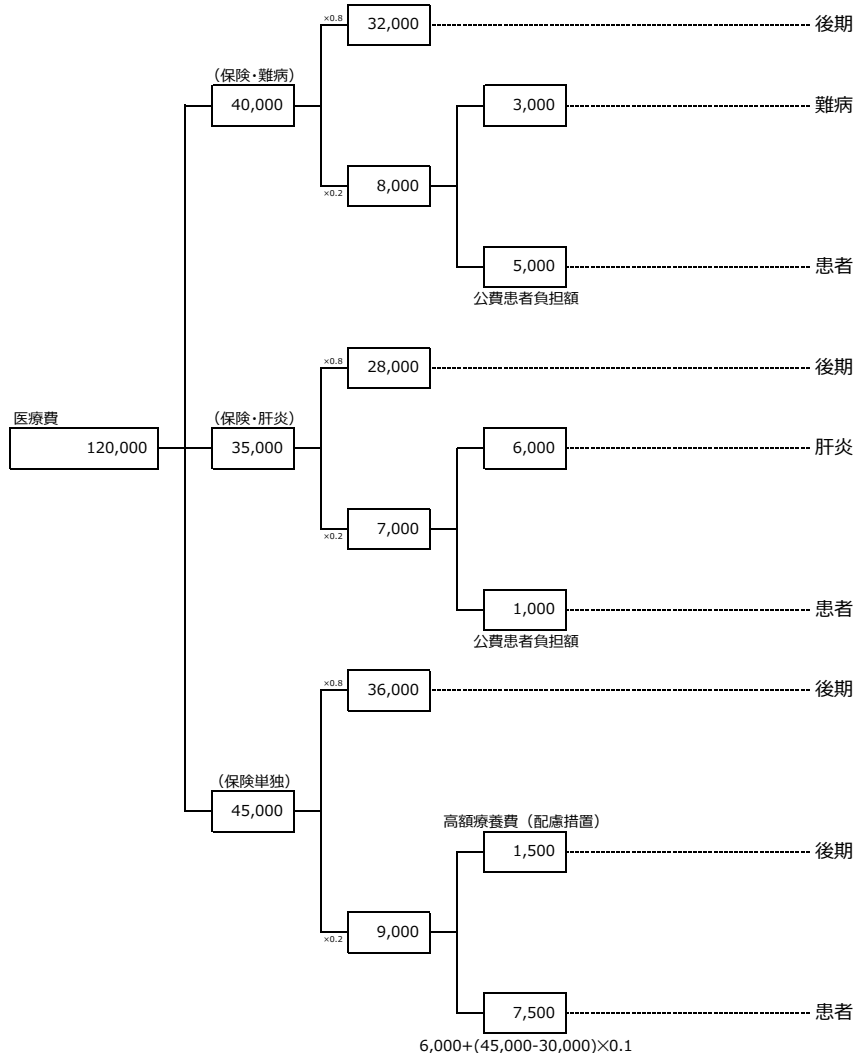 ×0.8
32,000
後期
(保険・難病)
40,000
3,000
難病
×0.2
8,000
5,000
患者
公費患者負担額
×0.8
28,000
後期
医療費
120,000
(保険・肝炎)
35,000
6,000
肝炎
×0.2
7,000
1,000
患者
公費患者負担額
×0.8
36,000
後期
(保険単独)
45,000
高額療養費（配慮措置）
1,500
後期
×0.2
9,000
7,500
患者
6,000+(45,000-30,000)×0.1